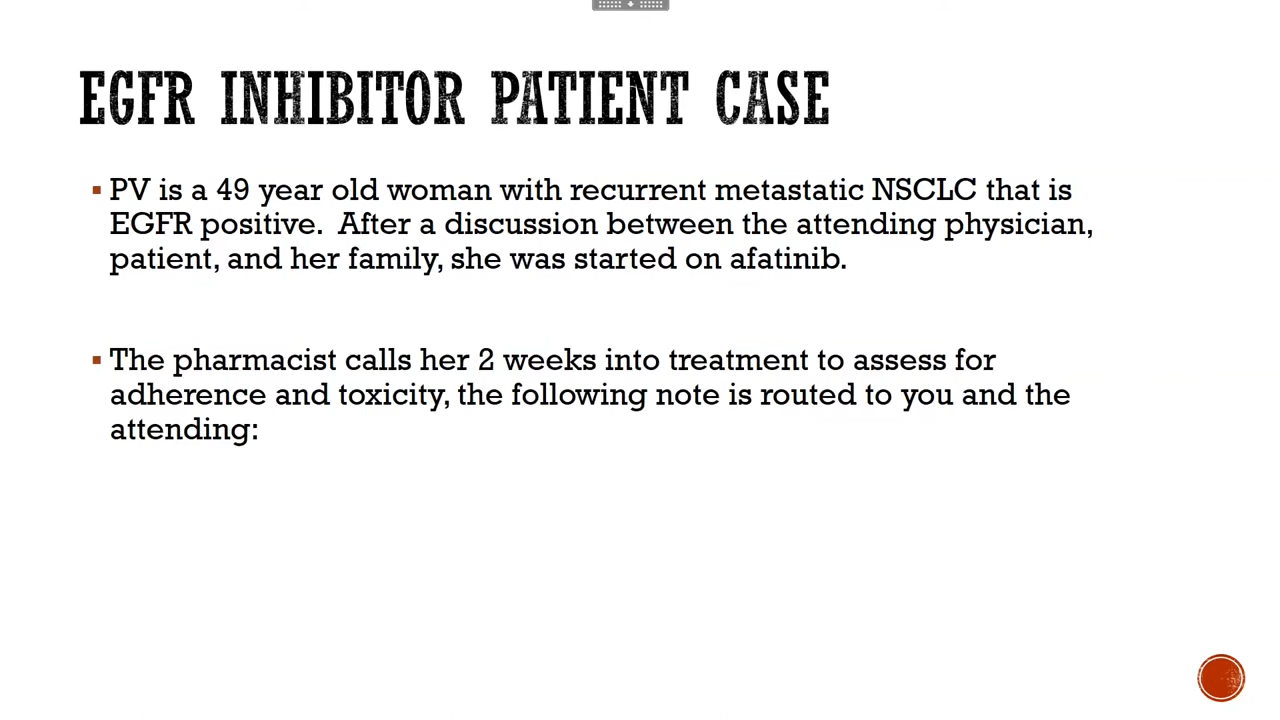 EGFR INHIBITOR PATIENT CASE
▪ PV is a 49 year old woman with recurrent metastatic NSCLC that is
EGFR positive.  After a discussion between the attending physician,
patient, and her family, she was started on afatinib.
▪ The pharmacist calls her 2 weeks into treatment to assess for
adherence and toxicity, the following note is routed to you and the
attending: